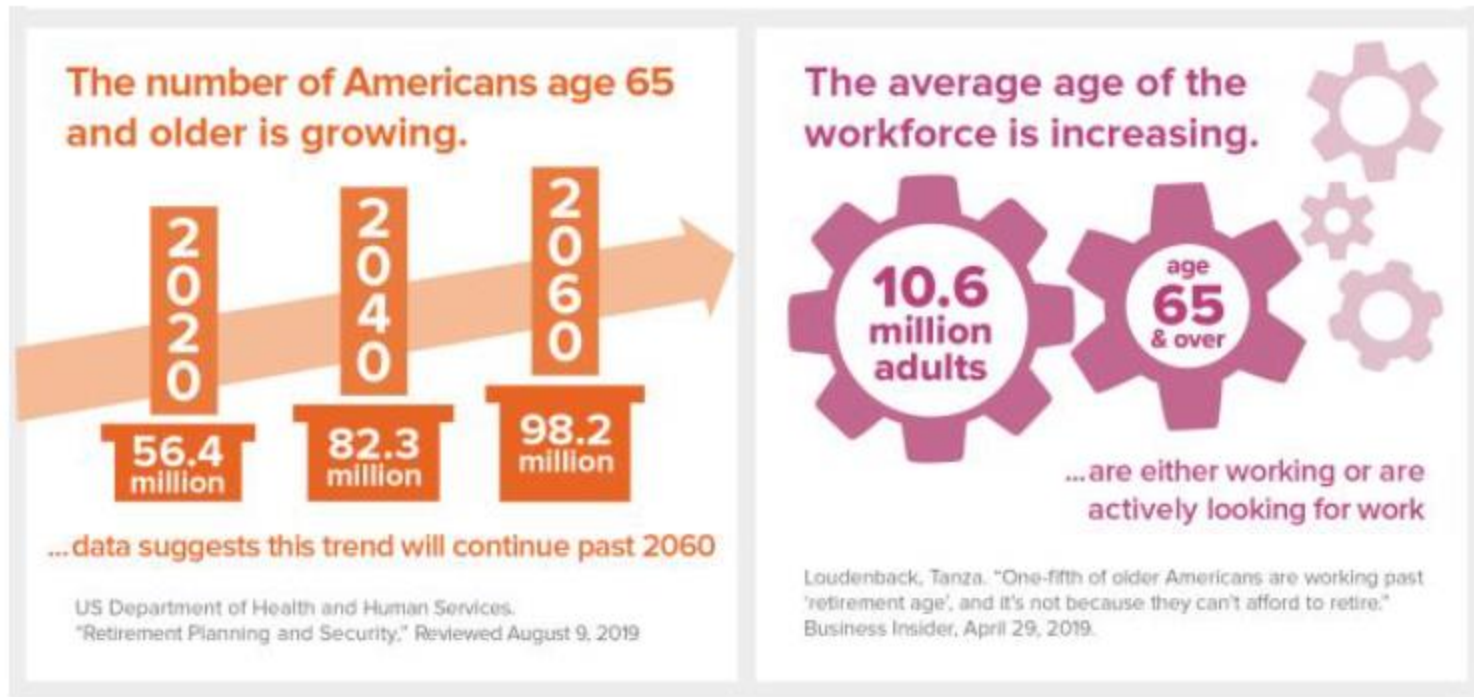 The number of Americans age 65
and older is growing.
2020
2040
2060
56.4
million
82.3
million
98.2
million
...data suggests this trend will continue past 2060
US Department of Health and Human Services.
"Retirement Planning and Security." Reviewed August 9, 2019
The average age of the
workforce is increasing.
10.6
million
adults
age
65
& over
...are either working or are
actively looking for work
Loudenback, Tanza. "One-fifth of older Americans are working past
'retirement age', and it's not because they can't afford to retire."
Business Insider, April 29, 2019.